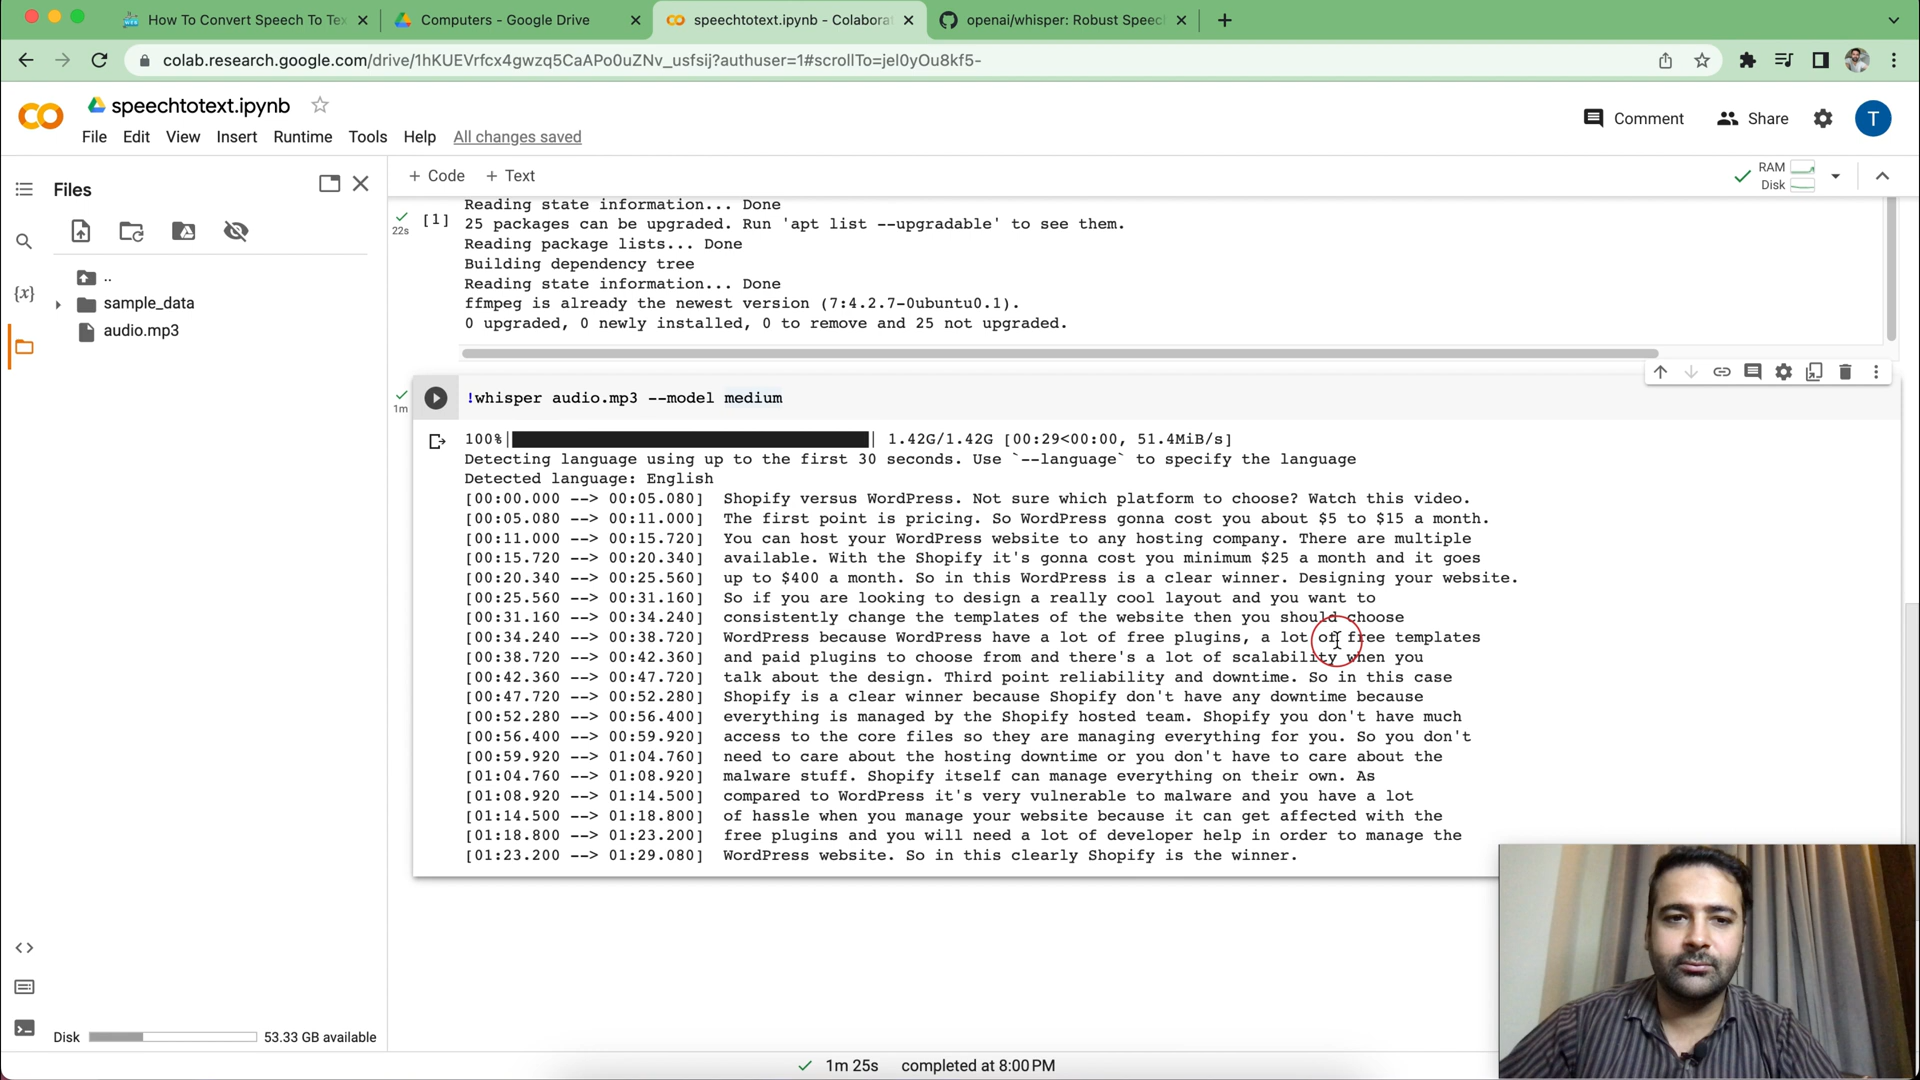 How To Convert Speech To Tex
Computers - Google Drive
speechtotext.ipynb - Colabora
openai/whisper: Robust Speec
colab.research.google.com/drive/1hKUEVrfcx4gwzq5CaAPo0uZNv_usfsij?authuser=1#scrollTo=jel0yOu8kf5-
speechtotext.ipynb
File Edit View Insert Runtime Tools Help All changes saved
Comment Share T
Files
+ Code + Text
RAM
Disk
..
sample_data
audio.mp3
{x}
[1]
22s
Reading state information... Done
25 packages can be upgraded. Run 'apt list --upgradable' to see them.
Reading package lists... Done
Building dependency tree
Reading state information... Done
ffmpeg is already the newest version (7:4.2.7-0ubuntu0.1).
0 upgraded, 0 newly installed, 0 to remove and 25 not upgraded.
1m
!whisper audio.mp3 --model medium
100%| | 1.42G/1.42G [00:29<00:00, 51.4MiB/s]
Detecting language using up to the first 30 seconds. Use `--language` to specify the language
Detected language: English
[00:00.000 --> 00:05.080] Shopify versus WordPress. Not sure which platform to choose? Watch this video.
[00:05.080 --> 00:11.000] The first point is pricing. So WordPress gonna cost you about $5 to $15 a month.
[00:11.000 --> 00:15.720] You can host your WordPress website to any hosting company. There are multiple
[00:15.720 --> 00:20.340] available. With the Shopify it's gonna cost you minimum $25 a month and it goes
[00:20.340 --> 00:25.560] up to $400 a month. So in this WordPress is a clear winner. Designing your website.
[00:25.560 --> 00:31.160] So if you are looking to design a really cool layout and you want to
[00:31.160 --> 00:34.240] consistently change the templates of the website then you should choose
[00:34.240 --> 00:38.720] WordPress because WordPress have a lot of free plugins, a lot of free templates
[00:38.720 --> 00:42.360] and paid plugins to choose from and there's a lot of scalability when you
[00:42.360 --> 00:47.720] talk about the design. Third point reliability and downtime. So in this case
[00:47.720 --> 00:52.280] Shopify is a clear winner because Shopify don't have any downtime because
[00:52.280 --> 00:56.400] everything is managed by the Shopify hosted team. Shopify you don't have much
[00:56.400 --> 00:59.920] access to the core files so they are managing everything for you. So you don't
[00:59.920 --> 01:04.760] need to care about the hosting downtime or you don't have to care about the
[01:04.760 --> 01:08.920] malware stuff. Shopify itself can manage everything on their own. As
[01:08.920 --> 01:14.500] compared to WordPress it's very vulnerable to malware and you have a lot
[01:14.500 --> 01:18.800] of hassle when you manage your website because it can get affected with the
[01:18.800 --> 01:23.200] free plugins and you will need a lot of developer help in order to manage the
[01:23.200 --> 01:29.080] WordPress website. So in this clearly Shopify is the winner.
Disk 53.33 GB available
1m 25s completed at 8:00 PM